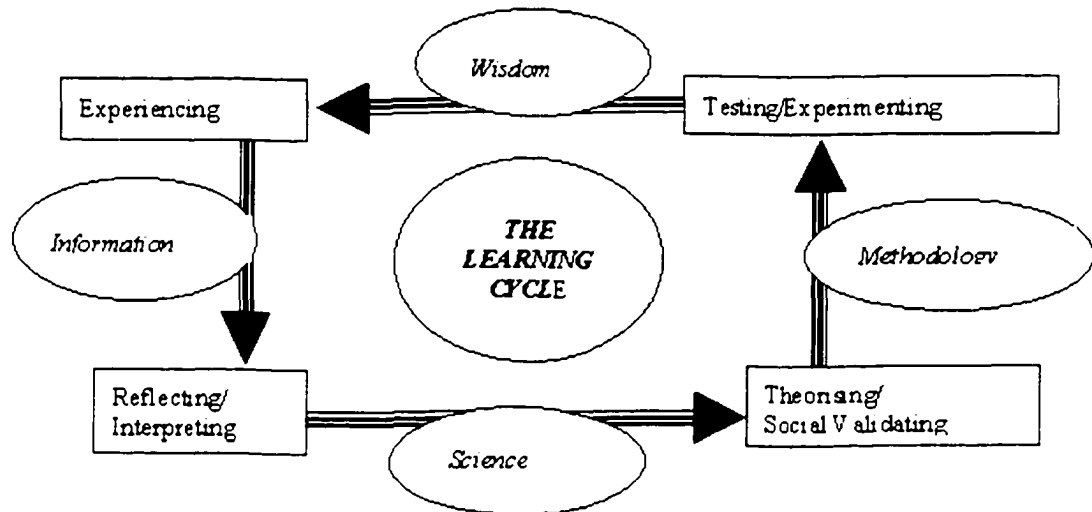 Wisdom
Experiencing
Testing/Experimenting
Information
THE
LEARNING
CYCLE
Methodology
Reflecting/
Interpreting
Theorising/
Social Validating
Science